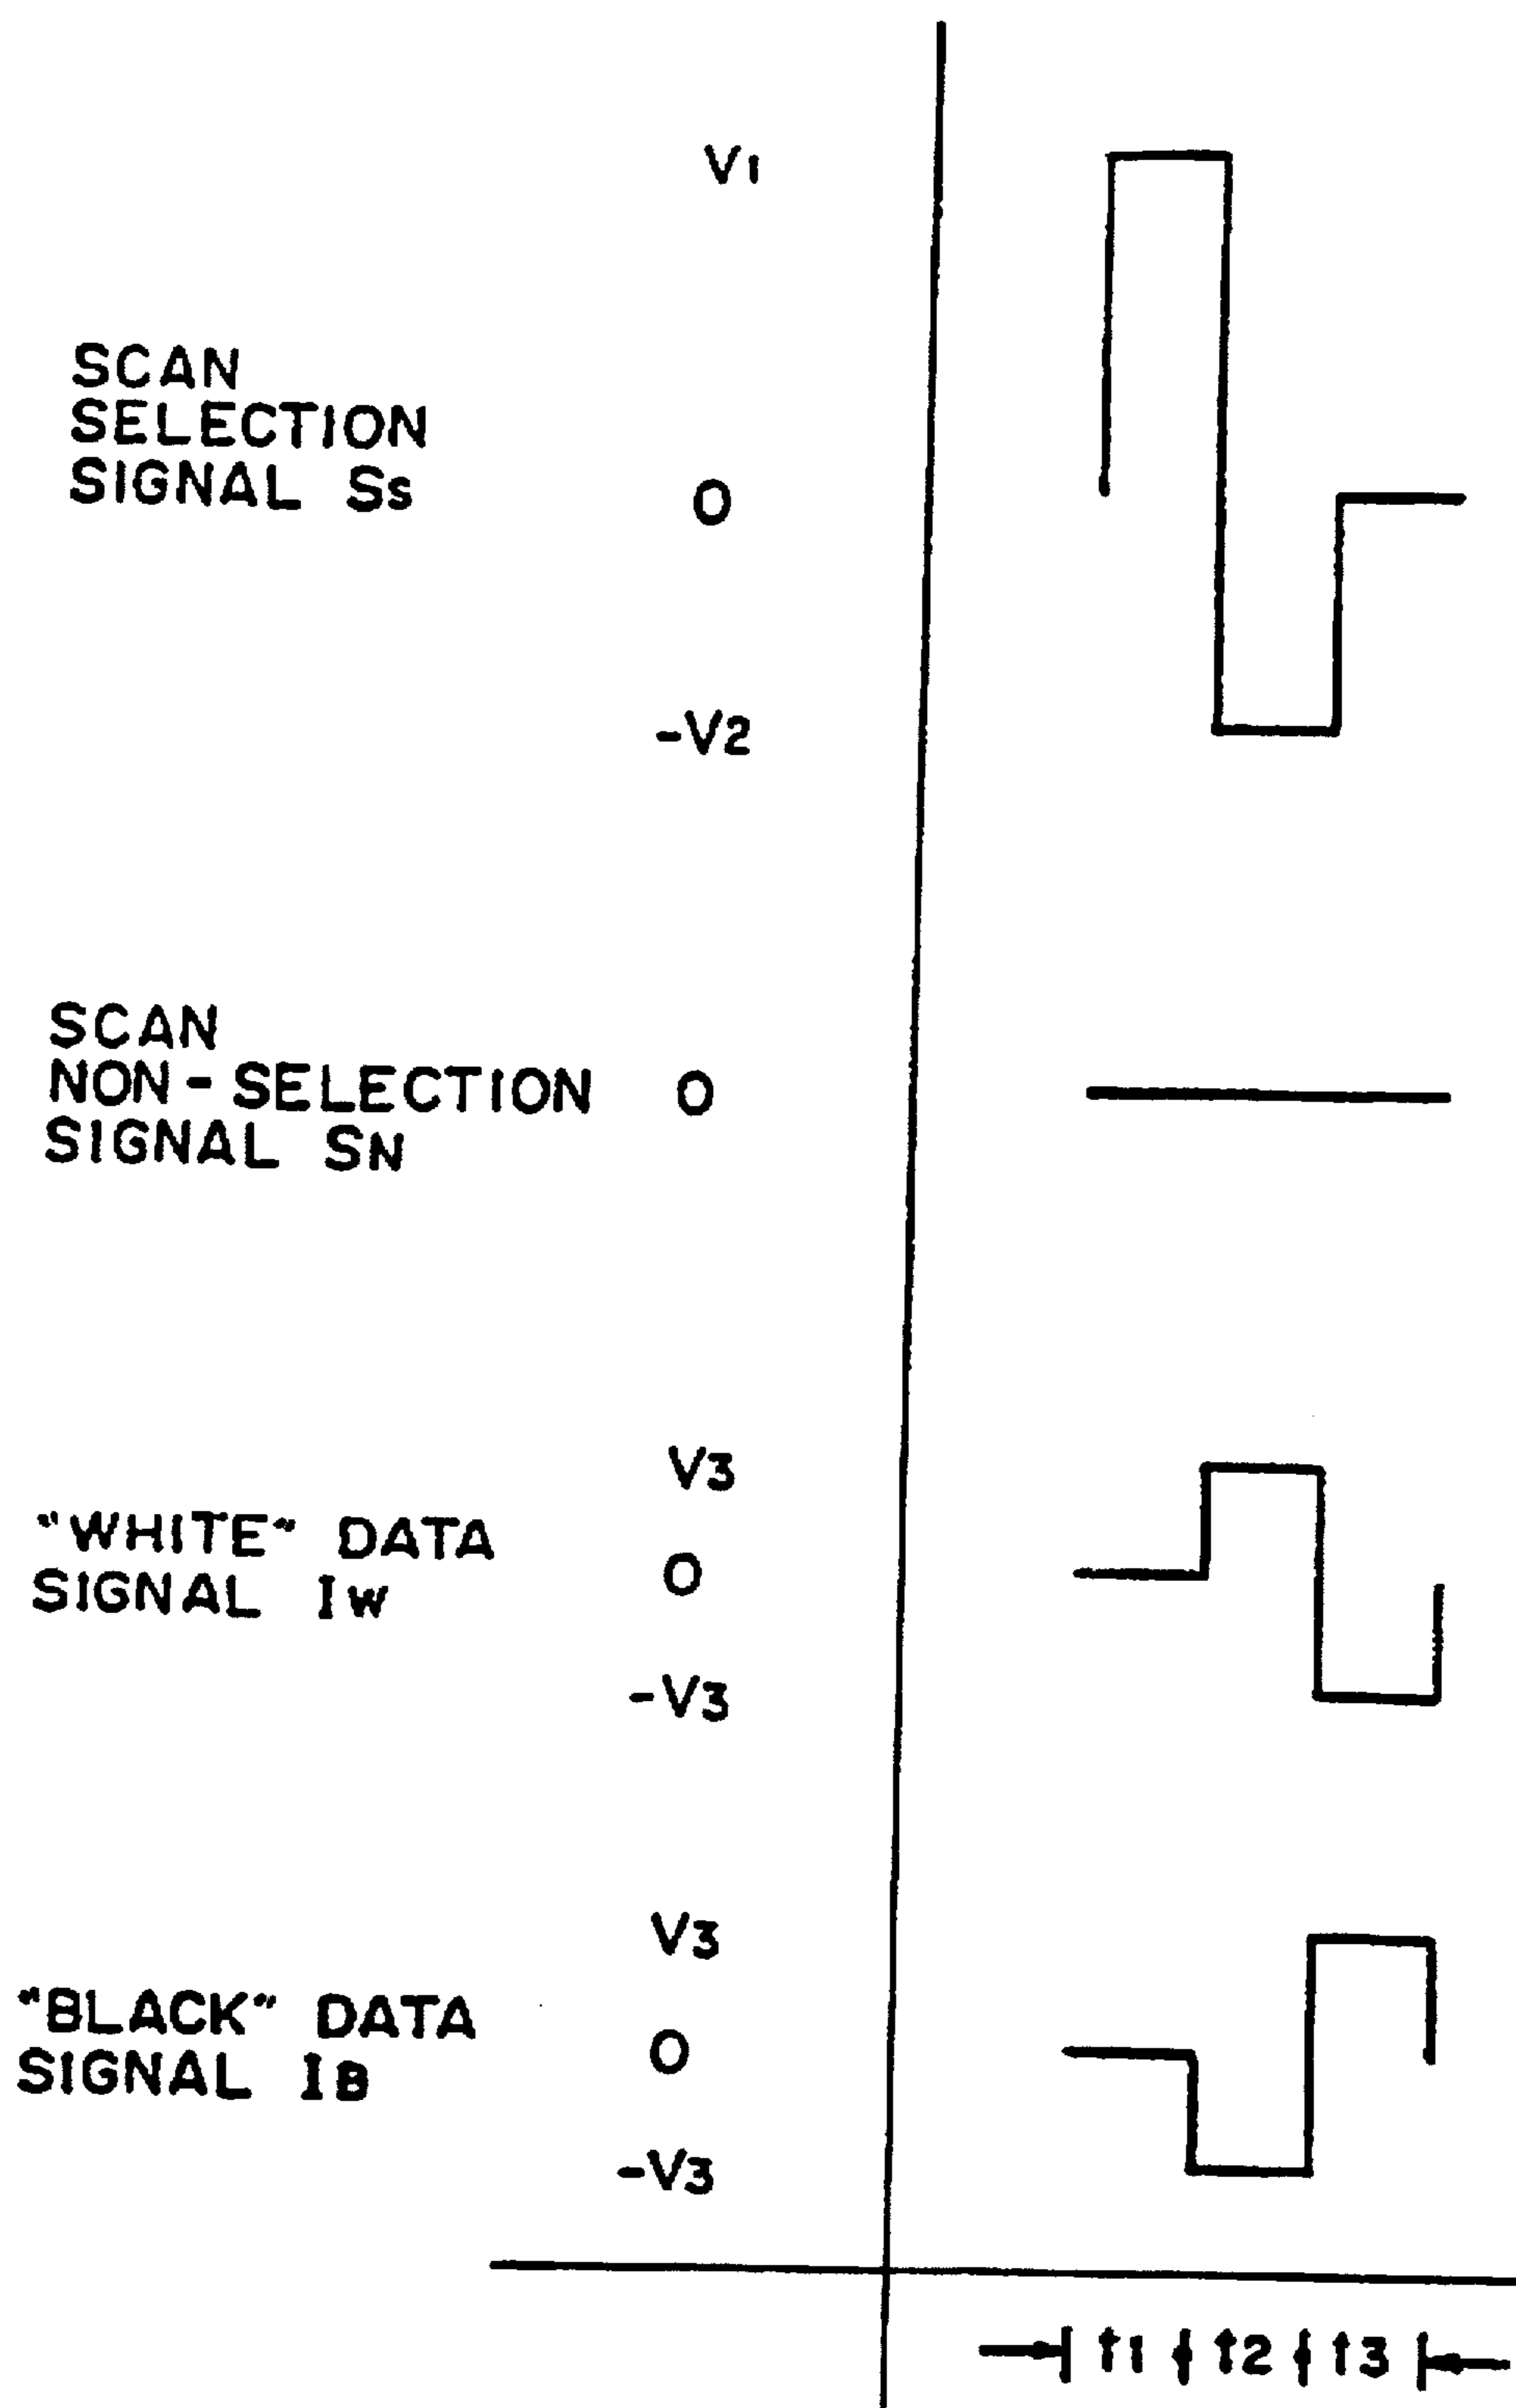 V1
SCAN
SELECTION
SIGNAL Ss
0
-V2
SCAN
NON-SELECTION
SIGNAL SN
0
V3
"WHITE" DATA
SIGNAL IW
0
-V3
V3
"BLACK" DATA
SIGNAL IB
0
-V3
t1 t2 t3